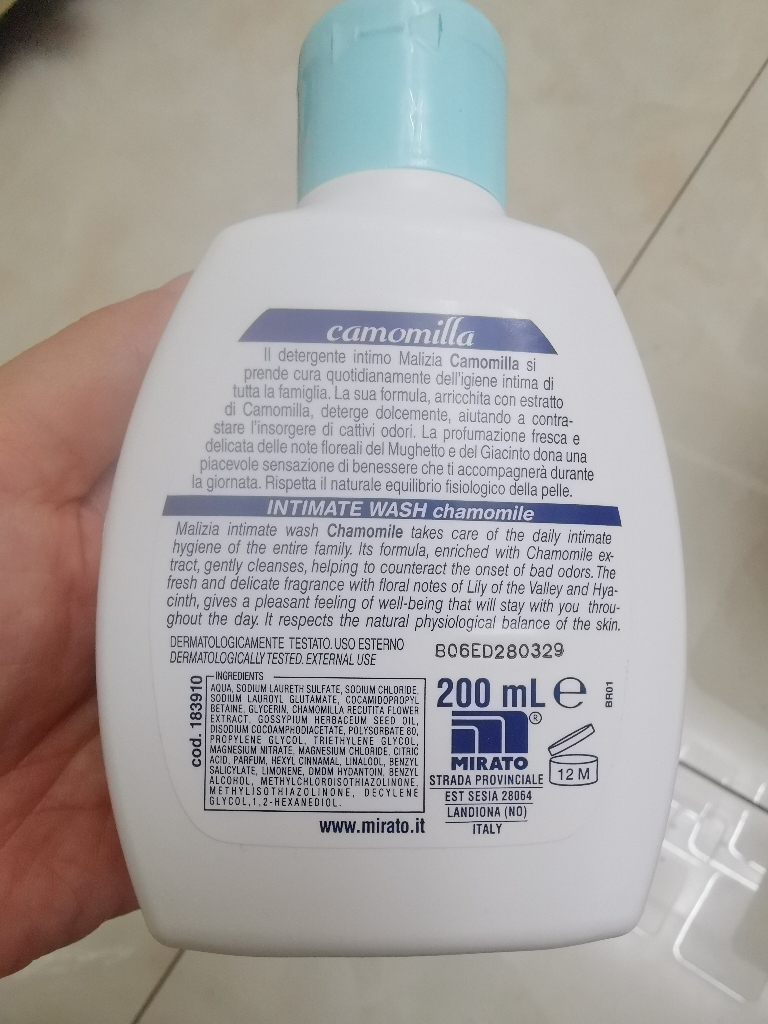 camomilla
Il detergente intimo Malizia Camomilla si
prende cura quotidianamente dell'igiene intima di
tutta la famiglia. La sua formula, arricchita con estratto
di Camomilla, deterge dolcemente, aiutando a contra-
stare l'insorgere di cattivi odori. La profumazione fresca e
delicata delle note floreali del Mughetto e del Giacinto dona una
piacevole sensazione di benessere che ti accompagnerà durante
la giornata. Rispetta il naturale equilibrio fisiologico della pelle.
INTIMATE WASH chamomile
Malizia intimate wash Chamomile takes care of the daily intimate
hygiene of the entire family. Its formula, enriched with Chamomile ex-
tract, gently cleanses, helping to counteract the onset of bad odors. The
fresh and delicate fragrance with floral notes of Lily of the Valley and Hya-
cinth, gives a pleasant feeling of well-being that will stay with you throu-
ghout the day. It respects the natural physiological balance of the skin.
DERMATOLOGICAMENTE TESTATO. USO ESTERNO
DERMATOLOGICALLY TESTED. EXTERNAL USE
B06ED280329
cod. 183910
INGREDIENTS
AQUA, SODIUM LAURETH SULFATE, SODIUM CHLORIDE,
SODIUM LAUROYL GLUTAMATE, COCAMIDOPROPYL
BETAINE, GLYCERIN, CHAMOMILLA RECUTITA FLOWER
EXTRACT, GOSSYPIUM HERBACEUM SEED OIL,
DISODIUM COCOAMPHODIACETATE, POLYSORBATE 80,
PROPYLENE GLYCOL, TRIETHYLENE GLYCOL,
MAGNESIUM NITRATE, MAGNESIUM CHLORIDE, CITRIC
ACID, PARFUM, HEXYL CINNAMAL, LINALOOL, BENZYL
SALICYLATE, LIMONENE, DMDM HYDANTOIN, BENZYL
ALCOHOL, METHYLCHLOROISOTHIAZOLINONE,
METHYLISOTHIAZOLINONE, DECYLENE
GLYCOL,1,2-HEXANEDIOL.
www.mirato.it
200 mL ℮
BR01
®
MIRATO
STRADA PROVINCIALE
EST SESIA 28064
LANDIONA (NO)
ITALY
12 M